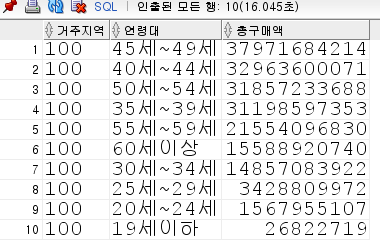 SQL | 인출된 모든 행: 10(16.045초)
거주지역 연령대 총구매액
1 100 45세~49세 37971684214
2 100 40세~44세 32963600071
3 100 50세~54세 31857233688
4 100 35세~39세 31198597353
5 100 55세~59세 21554096830
6 100 60세이상 15588920740
7 100 30세~34세 14857083922
8 100 25세~29세 3428809972
9 100 20세~24세 1567955107
10 100 19세이하 26822719